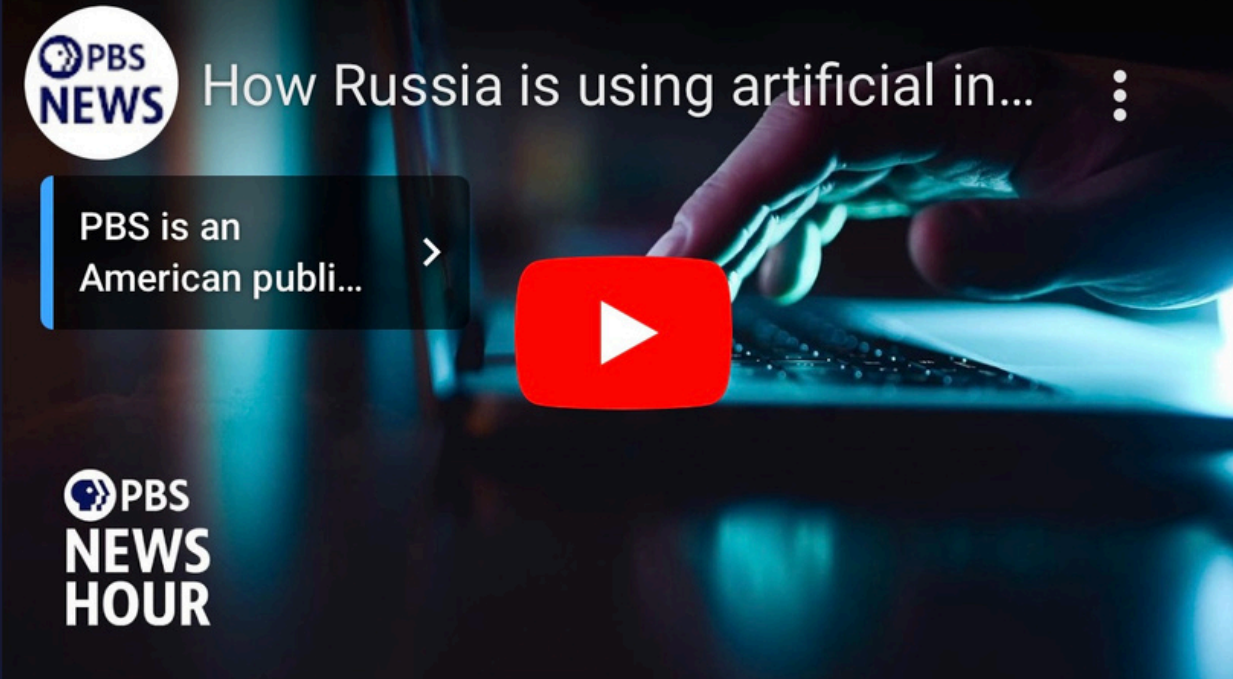 PBS
NEWS
How Russia is using artificial in...
PBS is an
American publi...
PBS
NEWS
HOUR